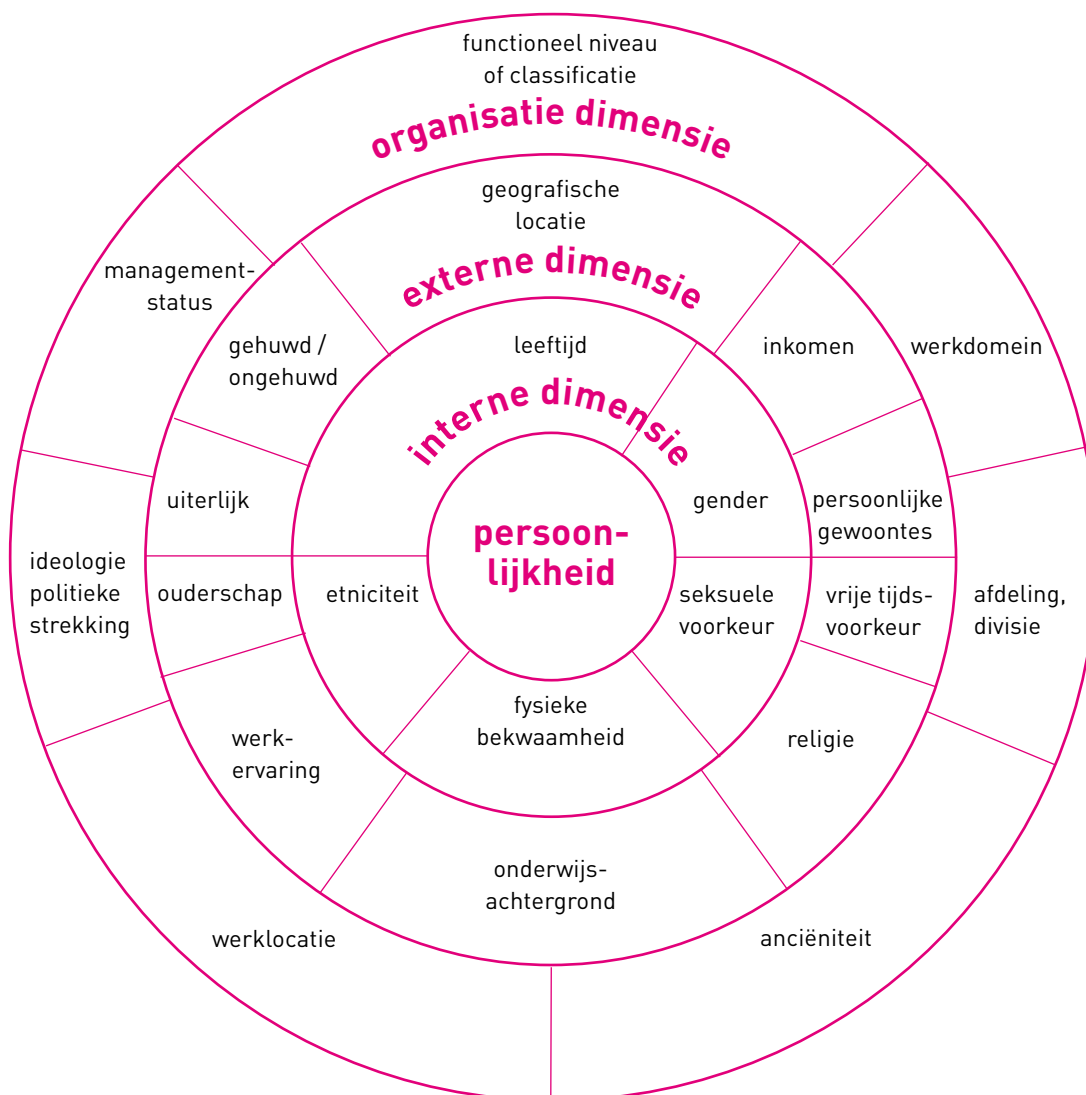 functioneel niveau
of classificatie
organisatie dimensie
geografische
locatie
externe dimensie
management-
status
gehuwd /
ongehuwd
leeftijd
inkomen
werkdomein
interne dimensie
uiterlijk
gender
persoonlijke
gewoontes
persoon-
lijkheid
ideologie
politieke
strekking
ouderschap
etniciteit
seksuele
voorkeur
vrije tijds-
voorkeur
afdeling,
divisie
fysieke
bekwaamheid
werk-
ervaring
religie
onderwijs-
achtergrond
werklocatie
anciëniteit